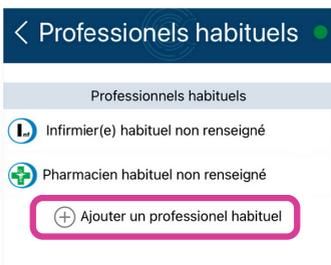 Professionels habituels
Professionnels habituels
Infirmier(e) habituel non renseigné
Pharmacien habituel non renseigné
Ajouter un professionel habituel